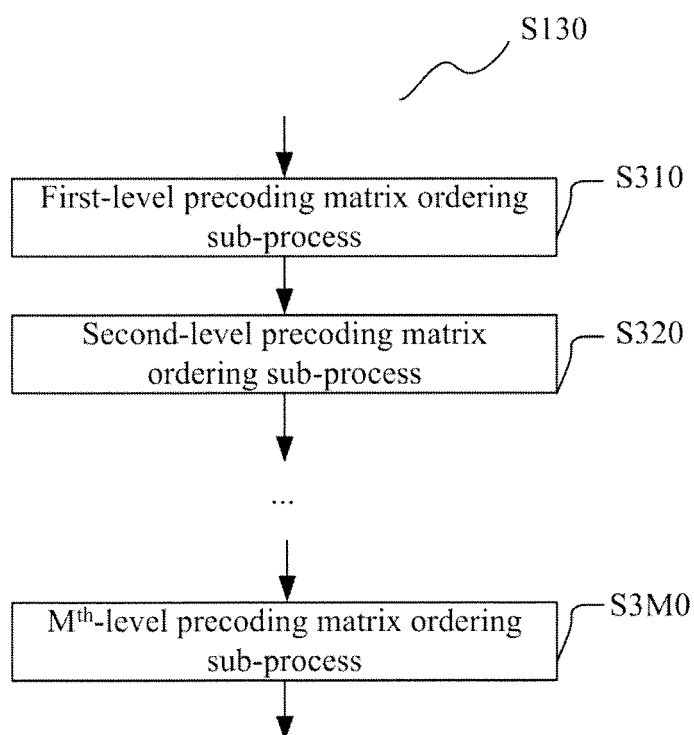 S130
First-level precoding matrix ordering
sub-process
S310
Second-level precoding matrix
ordering sub-process
S320
...
Mth-level precoding matrix ordering
sub-process
S3M0